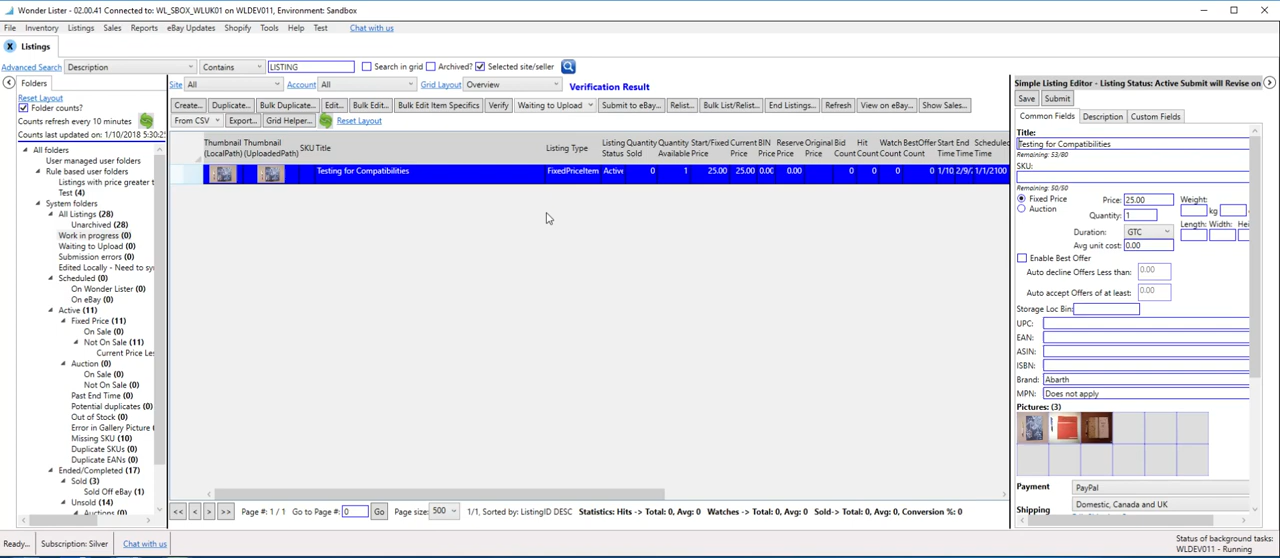 Wonder Lister - 02.00.41 Connected to: WL_SBOX_WLUK01 on WLDEV011, Environment: Sandbox
File Inventory Listings Sales Reports eBay Updates Shopify Tools Help Test Chat with us
X Listings
Advanced Search Description Contains LISTING Search in grid Archived? Selected site/seller
Folders
Site All Account All Grid Layout Overview Verification Result
Reset Layout
Folder counts?
Counts refresh every 10 minutes
Counts last updated on: 1/10/2018 5:30:2
All folders
User managed user folders
Rule based user folders
Listings with price greater t
Test (4)
System folders
All Listings (28)
Unarchived (28)
Work in progress (0)
Waiting to Upload (0)
Submission errors (0)
Edited Locally - Need to sy
Scheduled (0)
On Wonder Lister (0)
On eBay (0)
Active (11)
Fixed Price (11)
On Sale (0)
Not On Sale (11)
Current Price Les
Auction (0)
On Sale (0)
Not On Sale (0)
Past End Time (0)
Potential duplicates (0)
Out of Stock (0)
Error in Gallery Picture (0)
Missing SKU (10)
Duplicate SKUs (0)
Duplicate EANs (0)
Ended/Completed (17)
Sold (3)
Sold Off eBay (1)
Unsold (14)
Create... Duplicate... Bulk Duplicate... Edit... Bulk Edit... Bulk Edit Item Specifics Verify Waiting to Upload Submit to eBay... Relist... Bulk List/Relist... End Listings... Refresh View on eBay... Show Sales...
From CSV Export... Grid Helper... Reset Layout
Thumbnail (LocalPath) Thumbnail (UploadedPath) SKU Title Listing Type Listing Status Quantity Sold Quantity Available Start/Fixed Price Current Price BIN Price Reserve Price Original Price Bid Count Hit Count Watch Count BestOffer Count Start Time End Time Scheduled Time
Testing for Compatibilities FixedPriceItem Active 0 1 25.00 25.00 0.00 0.00 0 0 0 0 1/10 2/9/ 1/1/2100
<< < > >> Page #: 1 / 1 Go to Page #: 0 GO Page size: 500 1/1, Sorted by: ListingID DESC Statistics: Hits -> Total: 0, Avg: 0 Watches -> Total: 0, Avg: 0 Sold-> Total: 0, Avg: 0, Conversion %: 0
Simple Listing Editor - Listing Status: Active Submit will Revise on
Save Submit
Common Fields Description Custom Fields
Title:
Testing for Compatibilities
Remaining: 53/80
SKU:
Remaining: 50/50
Fixed Price Price: 25.00 Weight:
Auction kg
Quantity: 1
Length: Width: Hei
Duration: GTC
Avg unit cost: 0.00
Enable Best Offer
Auto decline Offers Less than: 0.00
Auto accept Offers of at least: 0.00
Storage Loc Bin:
UPC:
EAN:
ASIN:
ISBN:
Brand: Abarth
MPN: Does not apply
Pictures: (3)
Payment PayPal
Shipping Domestic, Canada and UK
Ready... Subscription: Silver Chat with us
Status of background tasks:
WLDEV011 - Running